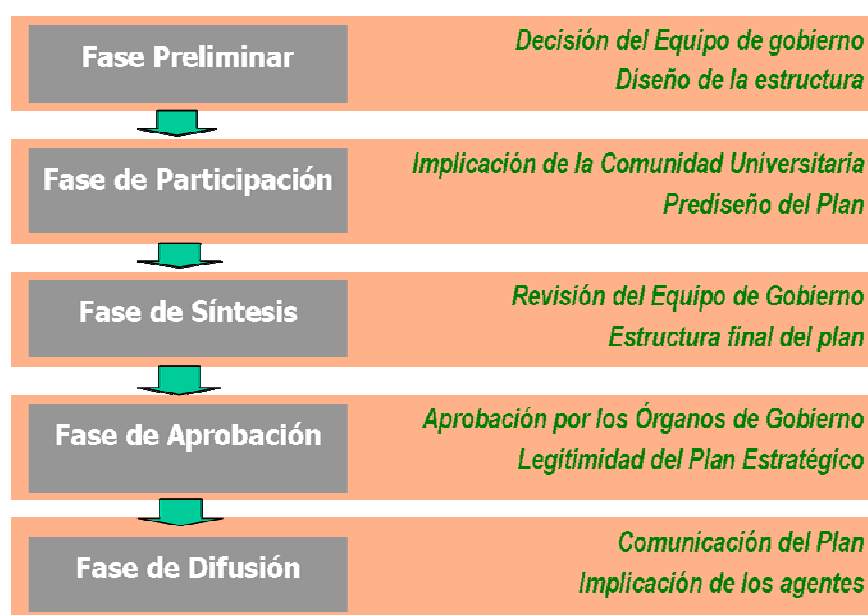 Fase Preliminar
Decisión del Equipo de gobierno
Diseño de la estructura
Fase de Participación
Implicación de la Comunidad Universitaria
Prediseño del Plan
Fase de Síntesis
Revisión del Equipo de Gobierno
Estructura final del plan
Fase de Aprobación
Aprobación por los Órganos de Gobierno
Legitimidad del Plan Estratégico
Fase de Difusión
Comunicación del Plan
Implicación de los agentes